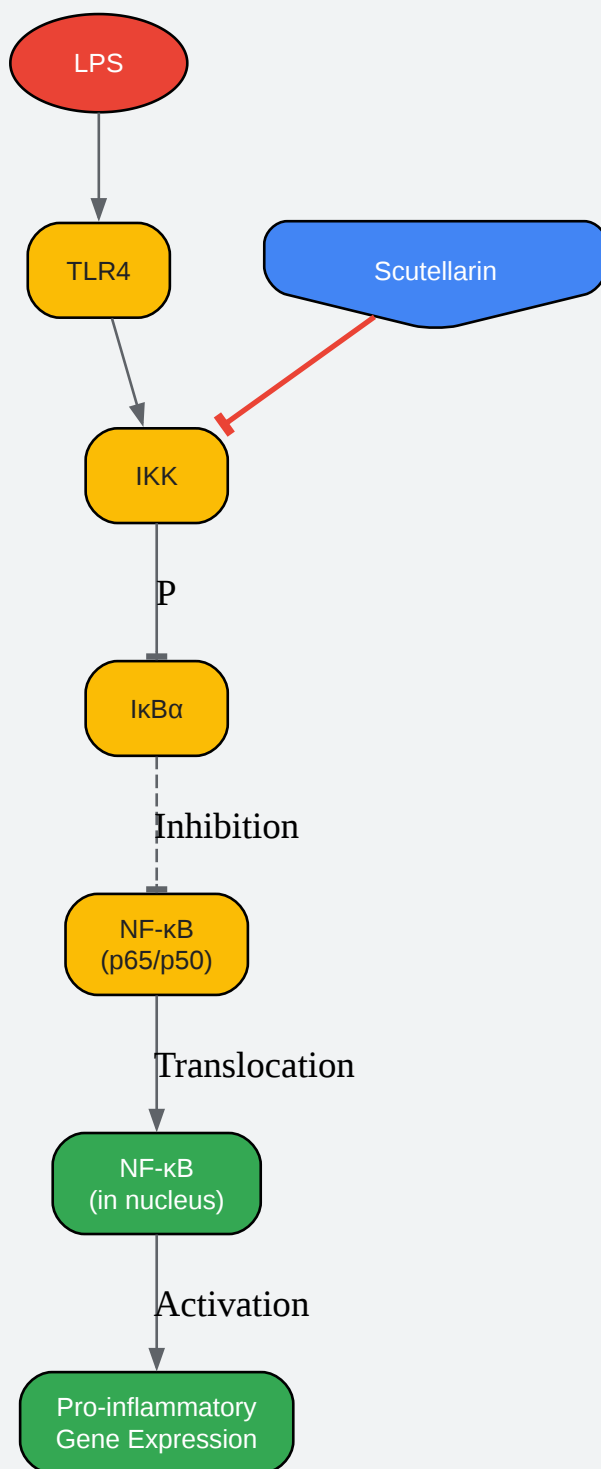 LPS
TLR4
Scutellarin
IKK
P
IκBα
Inhibition
NF-κB
(p65/p50)
Translocation
NF-κB
(in nucleus)
Activation
Pro-inflammatory
Gene Expression